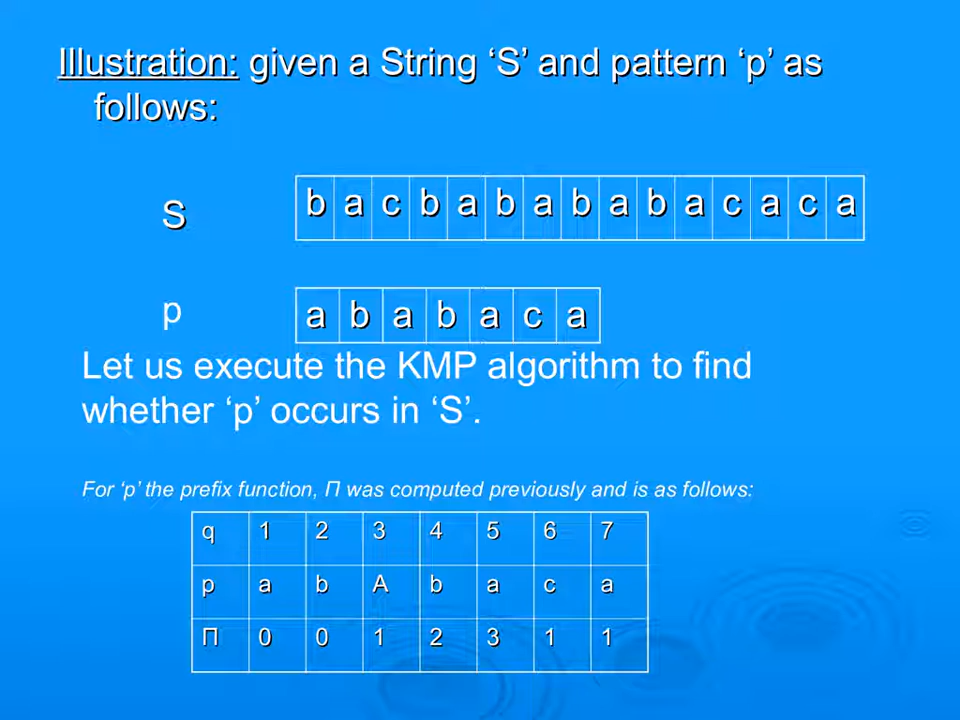 Illustration: given a String ‘S’ and pattern ‘p’ as
follows:
S b a c b a b a b a b a c a c a
p a b a b a c a
Let us execute the KMP algorithm to find
whether ‘p’ occurs in ‘S’.
For ‘p’ the prefix function, Π was computed previously and is as follows:
q 1 2 3 4 5 6 7
p a b A b a c a
Π 0 0 1 2 3 1 1